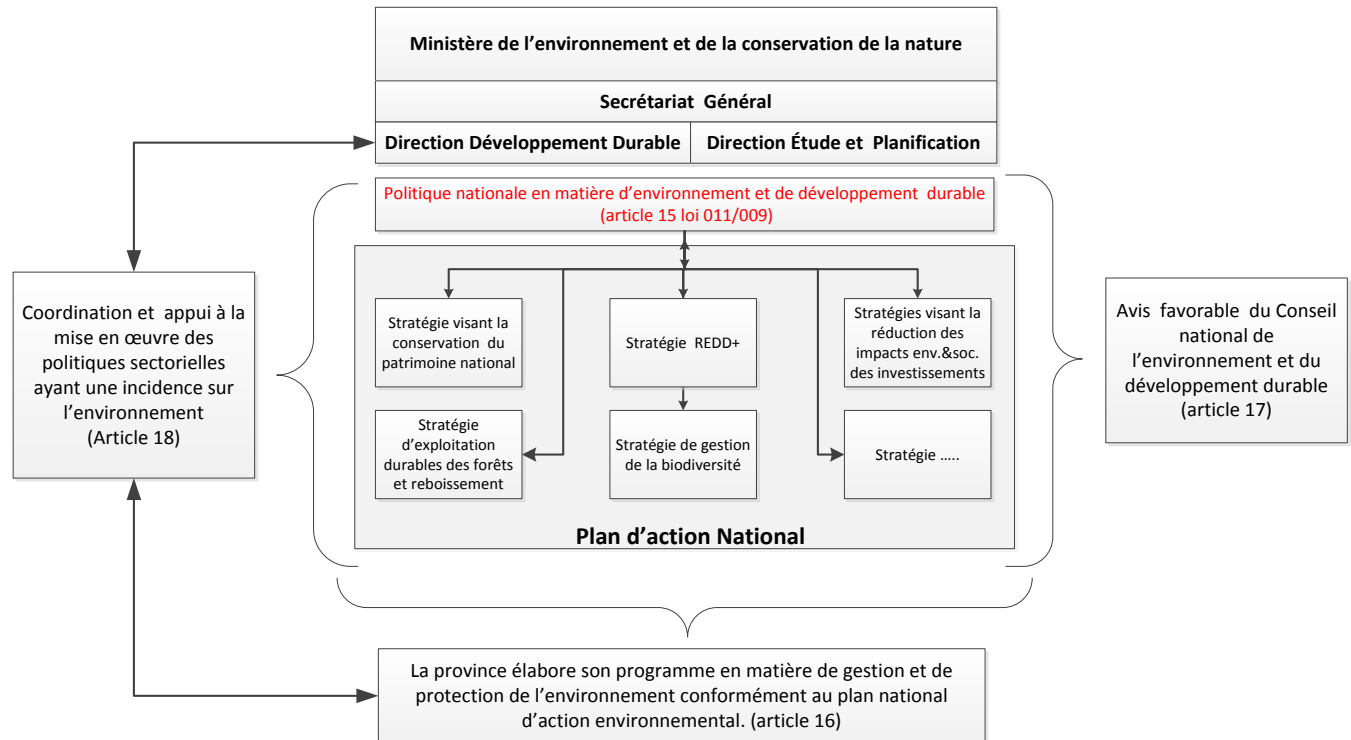 Ministère de l’environnement et de la conservation de la nature
Secrétariat Général
Direction Développement Durable
Direction Étude et Planification
Politique nationale en matière d’environnement et de développement durable
(article 15 loi 011/009)
Coordination et appui à la
mise en œuvre des
politiques sectorielles
ayant une incidence sur
l’environnement
(Article 18)
Stratégie visant la
conservation du
patrimoine national
Stratégie REDD+
Stratégies visant la
réduction des
impacts env.&soc.
des investissements
Stratégie
d’exploitation
durables des forêts
et reboissement
Stratégie de gestion
de la biodiversité
Stratégie …..
Plan d’action National
Avis favorable du Conseil
national de
l’environnement et du
développement durable
(article 17)
La province élabore son programme en matière de gestion et de
protection de l’environnement conformément au plan national
d’action environnemental. (article 16)